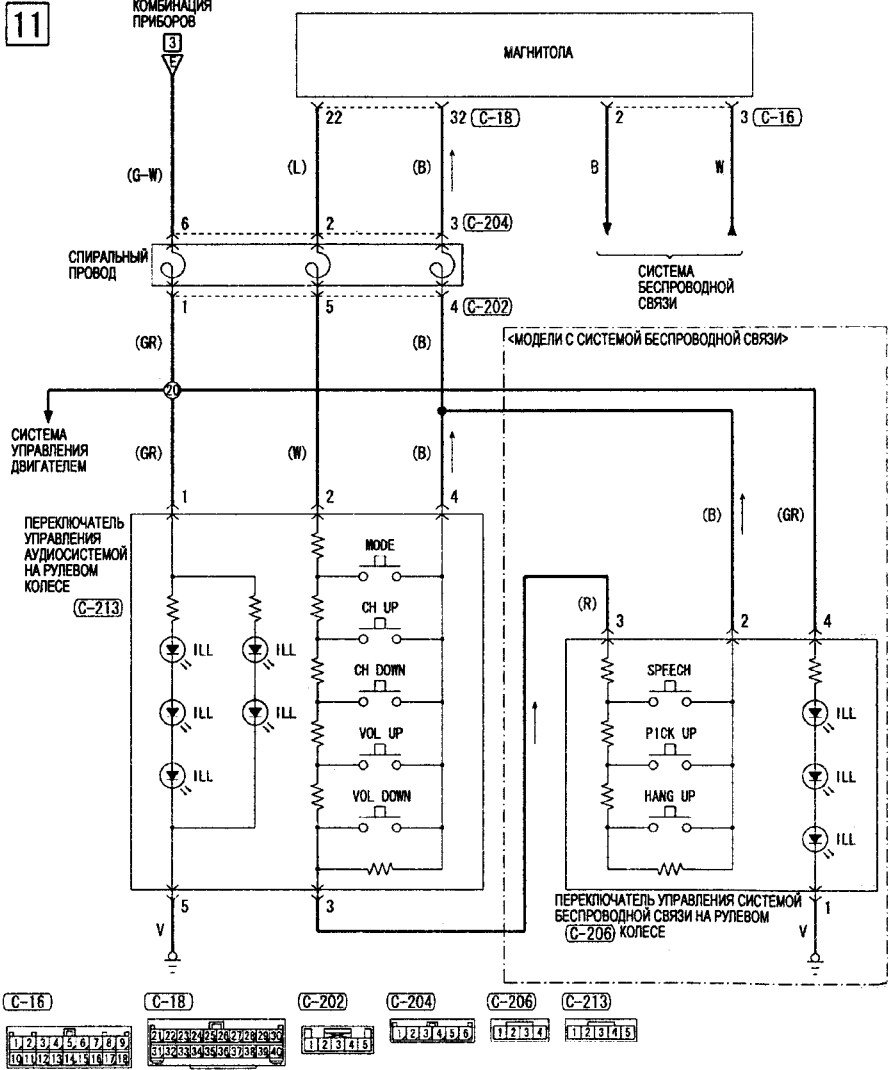 11
КОМБИНАЦИЯ
ПРИБОРОВ
3
E
МАГНИТОЛА
22
32 C-18
2
3 C-16
(G-W)
(L)
(B)
B
W
6
2
3 C-204
СПИРАЛЬНЫЙ
ПРОВОД
СИСТЕМА
БЕСПРОВОДНОЙ
СВЯЗИ
1
5
4 C-202
(GR)
(B)
<МОДЕЛИ С СИСТЕМОЙ БЕСПРОВОДНОЙ СВЯЗИ>
20
СИСТЕМА
УПРАВЛЕНИЯ
ДВИГАТЕЛЕМ
(GR)
(W)
(B)
1
2
4
ПЕРЕКЛЮЧАТЕЛЬ
УПРАВЛЕНИЯ
АУДИОСИСТЕМОЙ
НА РУЛЕВОМ
КОЛЕСЕ
C-213
MODE
CH UP
CH DOWN
VOL UP
VOL DOWN
ILL
ILL
ILL
ILL
ILL
5
3
V
(B)
(GR)
(R)
3
2
4
SPEECH
PICK UP
HANG UP
ILL
ILL
ILL
ПЕРЕКЛЮЧАТЕЛЬ УПРАВЛЕНИЯ СИСТЕМОЙ
БЕСПРОВОДНОЙ СВЯЗИ НА РУЛЕВОМ
C-206 КОЛЕСЕ
1
V
C-16
C-18
C-202
C-204
C-206
C-213
1 2 3 4 5 6 7 8 9
10 11 12 13 14 15 16 17 18
21 22 23 24 25 26 27 28 29 30
31 32 33 34 35 36 37 38 39 40
1 2 3 4 5
1 2 3 4 5 6
1 2 3 4
1 2 3 4 5